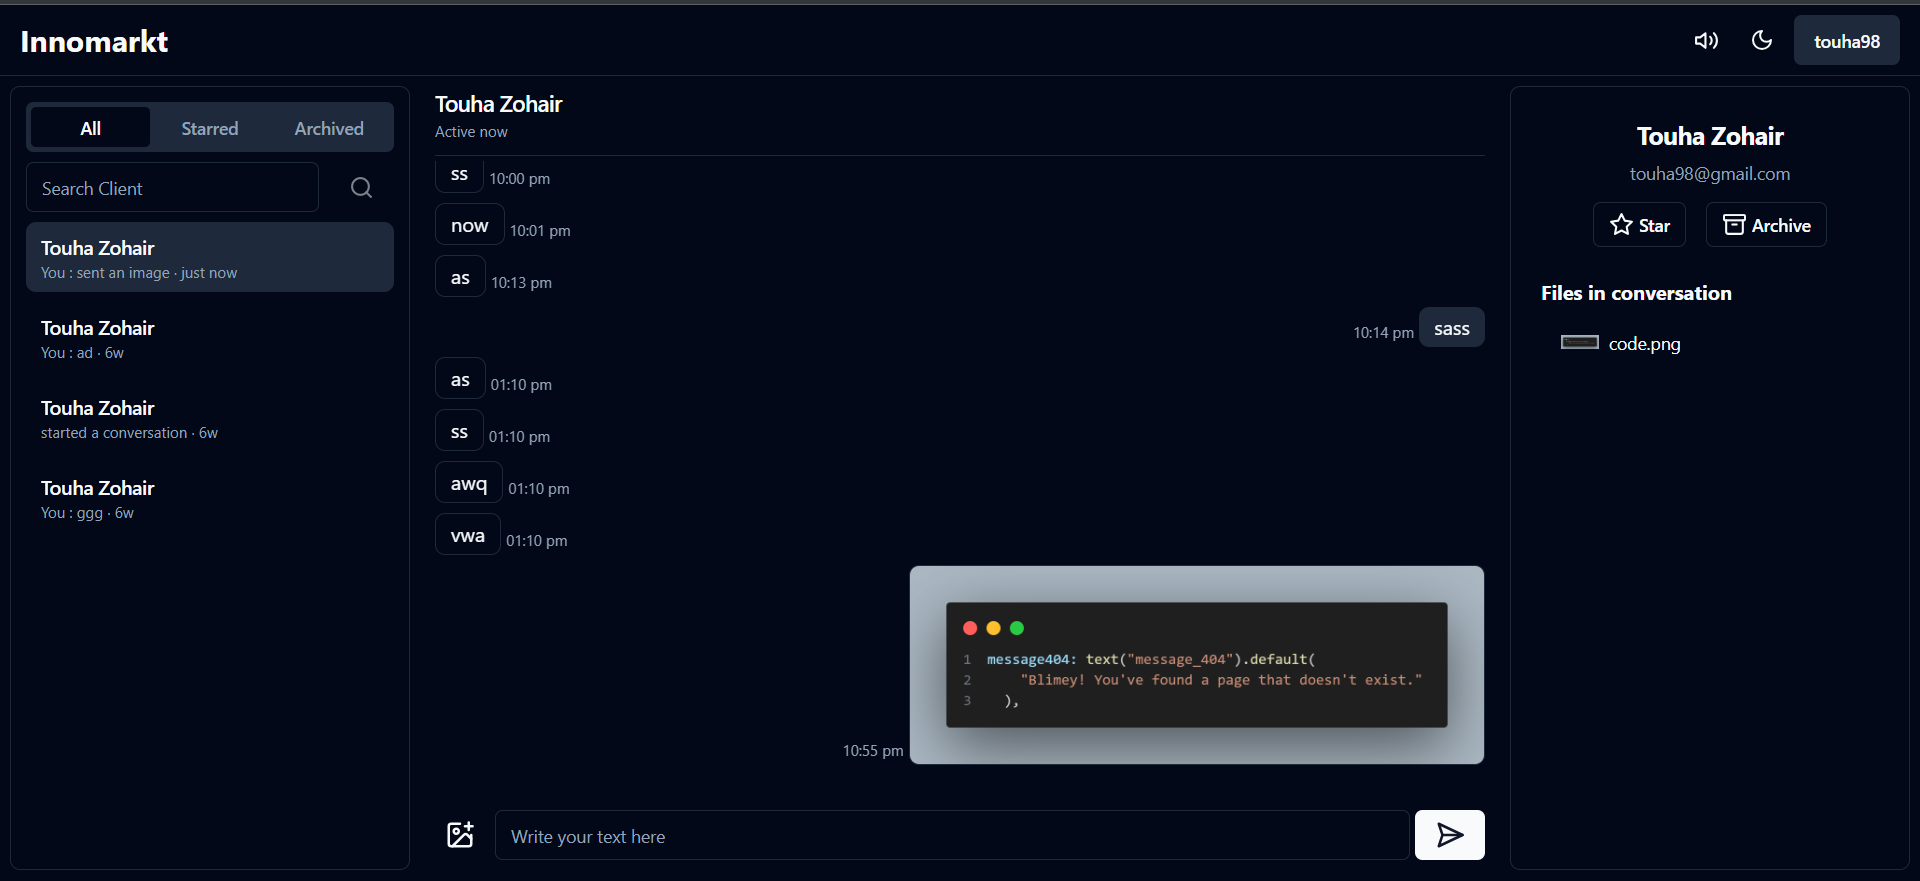 Innomarkt
touha98
All Starred Archived
Search Client
Touha Zohair
You : sent an image · just now
Touha Zohair
You : ad · 6w
Touha Zohair
started a conversation · 6w
Touha Zohair
You : ggg · 6w
Touha Zohair
Active now
ss 10:00 pm
now 10:01 pm
as 10:13 pm
10:14 pm sass
as 01:10 pm
ss 01:10 pm
awq 01:10 pm
vwa 01:10 pm
1 message404: text("message_404").default(
2 "Blimey! You've found a page that doesn't exist."
3 ),
10:55 pm
Write your text here
Touha Zohair
touha98@gmail.com
Star Archive
Files in conversation
code.png